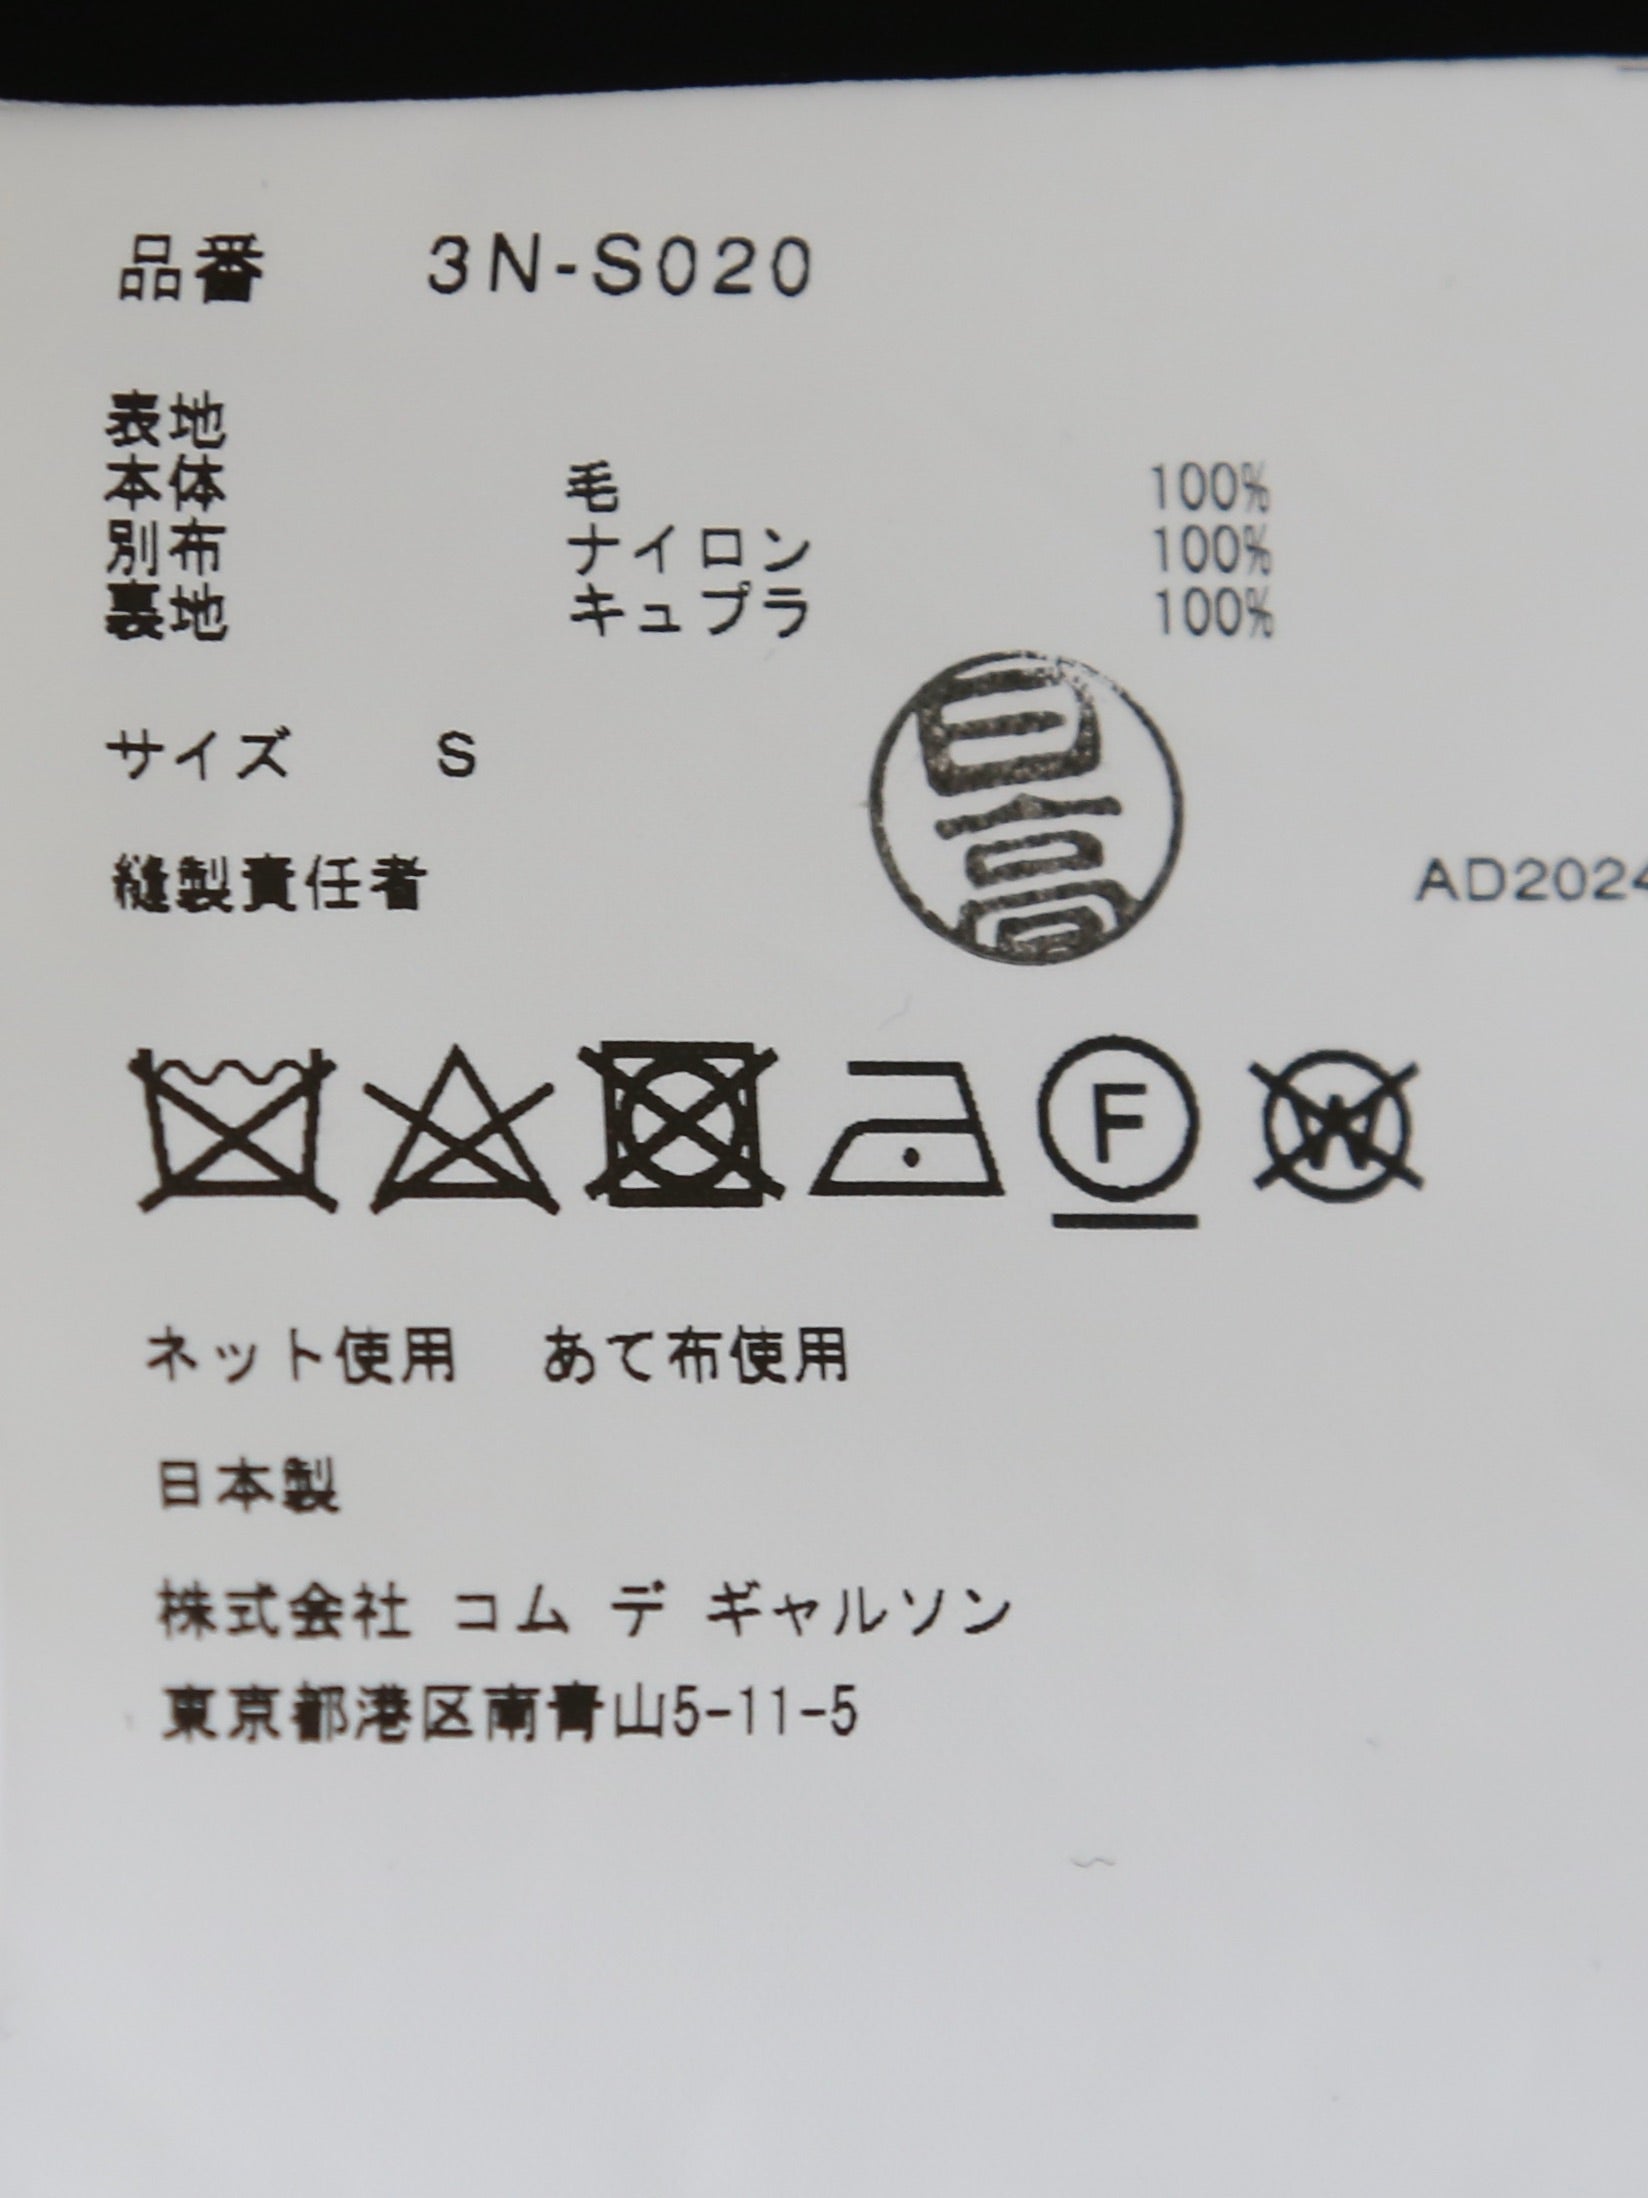 品番 3N-S020
表地
本体 毛 100%
別布 ナイロン 100%
裏地 キュプラ 100%
サイズ S
縫製責任者 日高
AD2024
F W
ネット使用 あて布使用
日本製
株式会社 コム デ ギャルソン
東京都港区南青山5-11-5